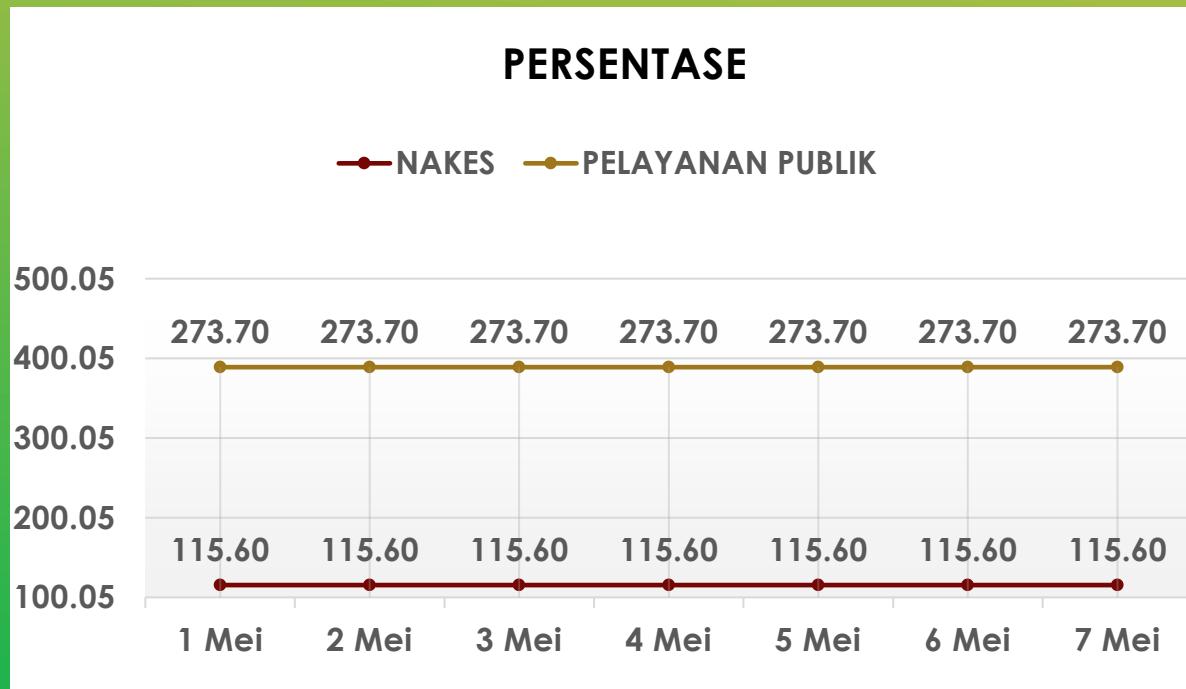 PERSENTASE
NAKES PELAYANAN PUBLIK
500.05
273.70 273.70 273.70 273.70 273.70 273.70 273.70
400.05
300.05
200.05
115.60 115.60 115.60 115.60 115.60 115.60 115.60
100.05
1 Mei 2 Mei 3 Mei 4 Mei 5 Mei 6 Mei 7 Mei